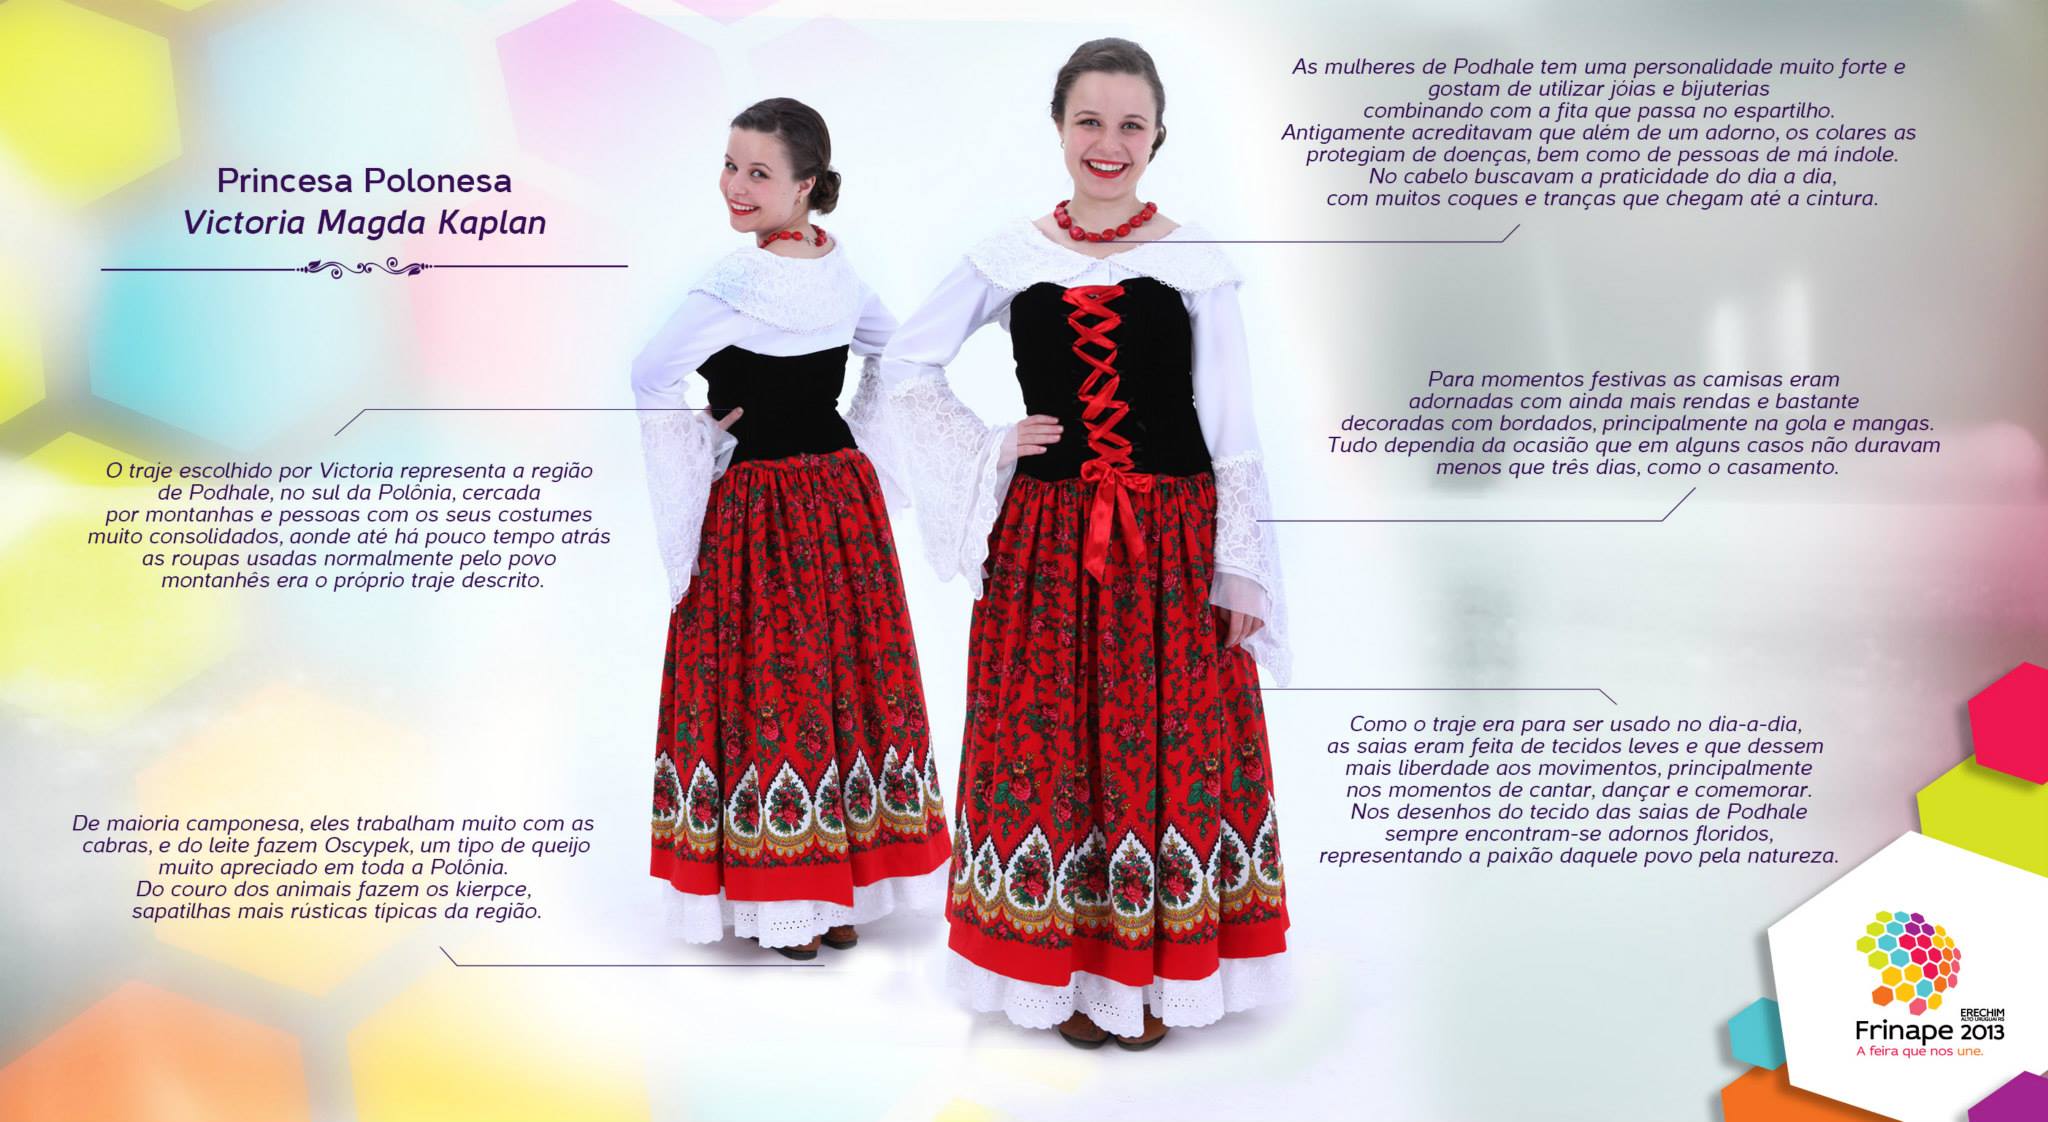 Princesa Polonesa
Victoria Magda Kaplan
O traje escolhido por Victoria representa a região
de Podhale, no sul da Polônia, cercada
por montanhas e pessoas com os seus costumes
muito consolidados, aonde até há pouco tempo atrás
as roupas usadas normalmente pelo povo
montanhês era o próprio traje descrito.
De maioria camponesa, eles trabalham muito com as
cabras, e do leite fazem Oscypek, um tipo de queijo
muito apreciado em toda a Polônia.
Do couro dos animais fazem os kierpce,
sapatilhas mais rústicas típicas da região.
As mulheres de Podhale tem uma personalidade muito forte e
gostam de utilizar jóias e bijuterias
combinando com a fita que passa no espartilho.
Antigamente acreditavam que além de um adorno, os colares as
protegiam de doenças, bem como de pessoas de má índole.
No cabelo buscavam a praticidade do dia a dia,
com muitos coques e tranças que chegam até a cintura.
Para momentos festivas as camisas eram
adornadas com ainda mais rendas e bastante
decoradas com bordados, principalmente na gola e mangas.
Tudo dependia da ocasião que em alguns casos não duravam
menos que três dias, como o casamento.
Como o traje era para ser usado no dia-a-dia,
as saias eram feita de tecidos leves e que dessem
mais liberdade aos movimentos, principalmente
nos momentos de cantar, dançar e comemorar.
Nos desenhos do tecido das saias de Podhale
sempre encontram-se adornos floridos,
representando a paixão daquele povo pela natureza.
ERECHIM
ALTO URUGUAI RS
Frinape 2013
A feira que nos une.